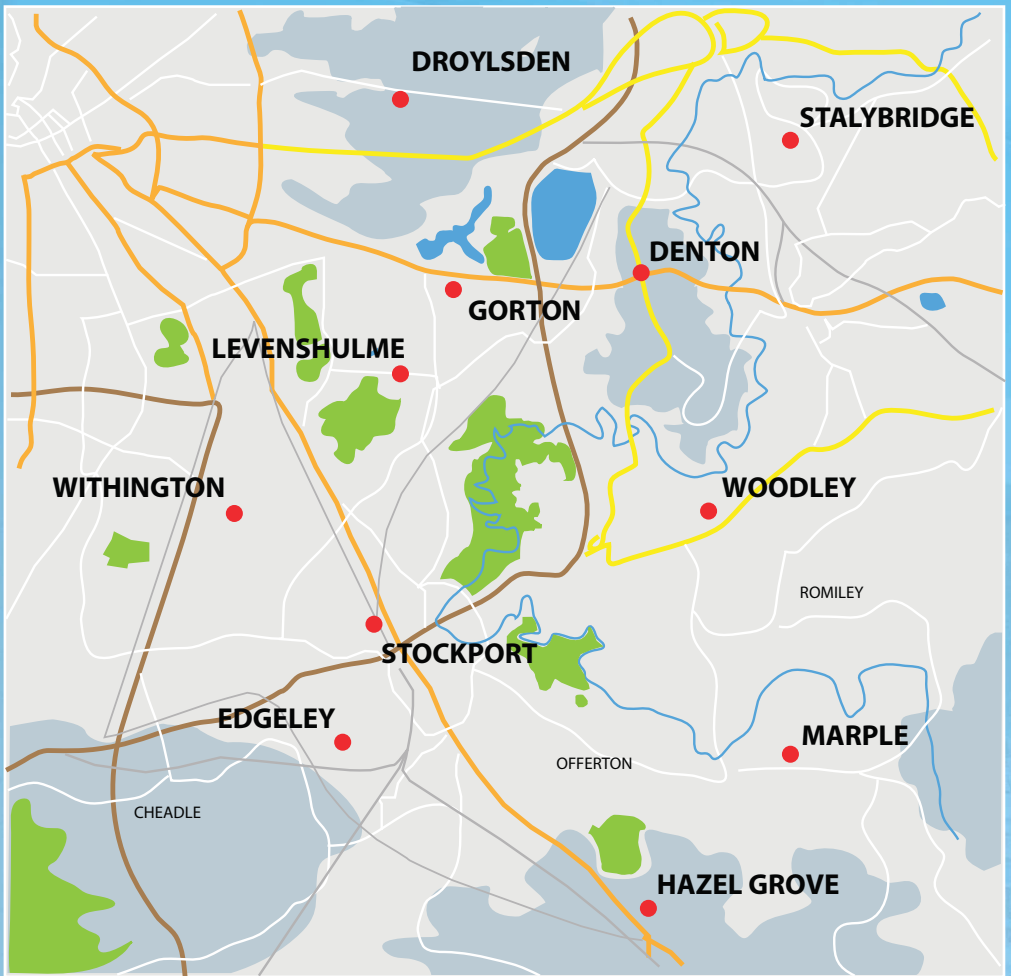 DROYLSDEN
STALYBRIDGE
DENTON
GORTON
LEVENSHULME
WITHINGTON
WOODLEY
ROMILEY
STOCKPORT
EDGELEY
MARPLE
OFFERTON
CHEADLE
HAZEL GROVE